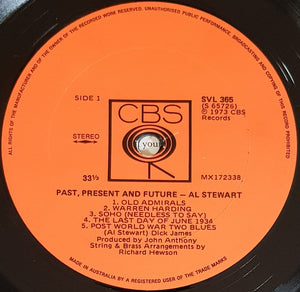 ALL RIGHTS OF THE MANUFACTURER AND OF THE OWNER OF THE RECORDED WORK RESERVED. UNAUTHORISED PUBLIC PERFORMANCE, BROADCASTING AND COPYING OF THIS RECORD PROHIBITED
SIDE 1
CBS
SVL 365
(S 65726)
℗ 1973 CBS
Records
STEREO
you
33⅓
MX172338
PAST, PRESENT AND FUTURE – AL STEWART
1. OLD ADMIRALS
2. WARREN HARDING
3. SOHO (NEEDLESS TO SAY)
4. THE LAST DAY OF JUNE 1934
5. POST WORLD WAR TWO BLUES
(Al Stewart) Dick James
Produced by John Anthony
String & Brass Arrangements by
Richard Hewson
MADE IN AUSTRALIA BY A REGISTERED USER OF THE TRADE MARKS